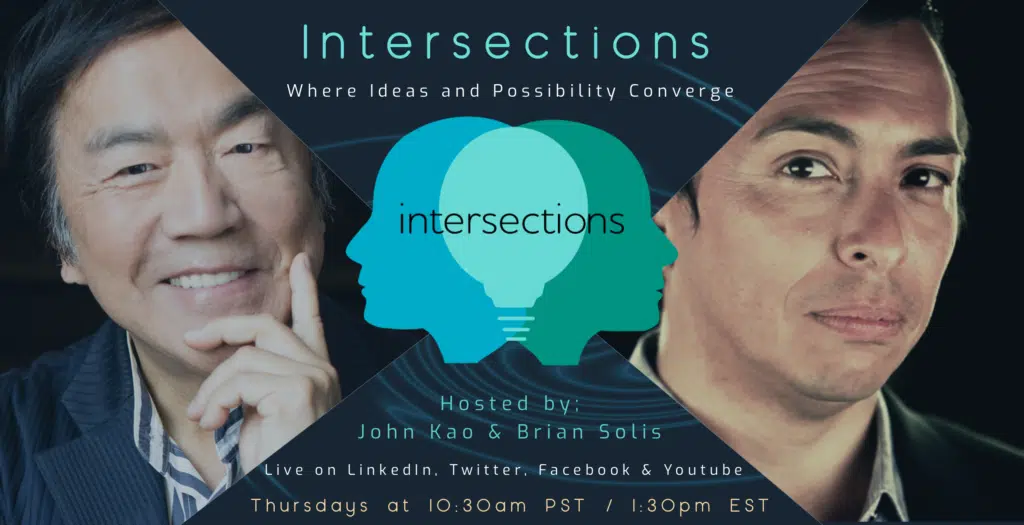 Intersections
Where Ideas and Possibility Converge
intersections
Hosted by;
John Kao & Brian Solis
Live on LinkedIn, Twitter, Facebook & Youtube
Thursdays at 10:30am PST / 1:30pm EST